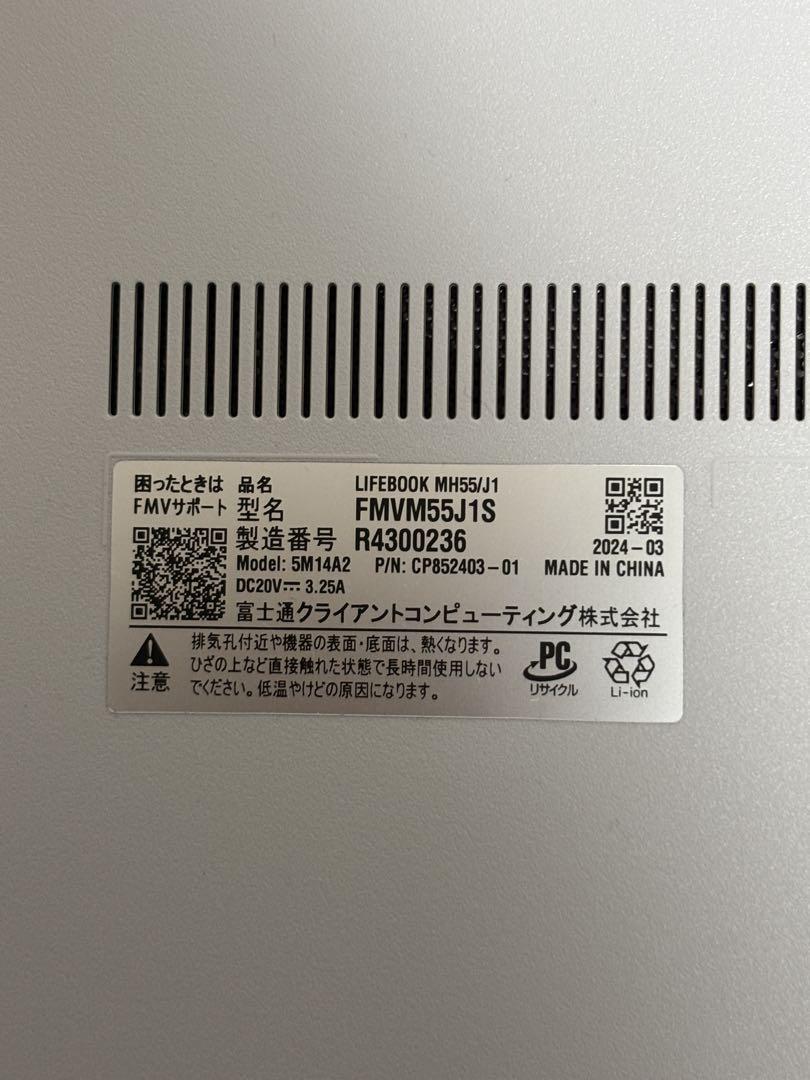 困ったときは
FMVサポート
品名 LIFEBOOK MH55/J1
型名 FMVM55J1S
製造番号 R4300236
2024-03
Model: 5M14A2 P/N: CP852403-01 MADE IN CHINA
DC20V⎓ 3.25A
富士通クライアントコンピューティング株式会社
注意
排気孔付近や機器の表面・底面は、熱くなります。
ひざの上など直接触れた状態で長時間使用しない
でください。低温やけどの原因になります。
PC
リサイクル
Li-ion